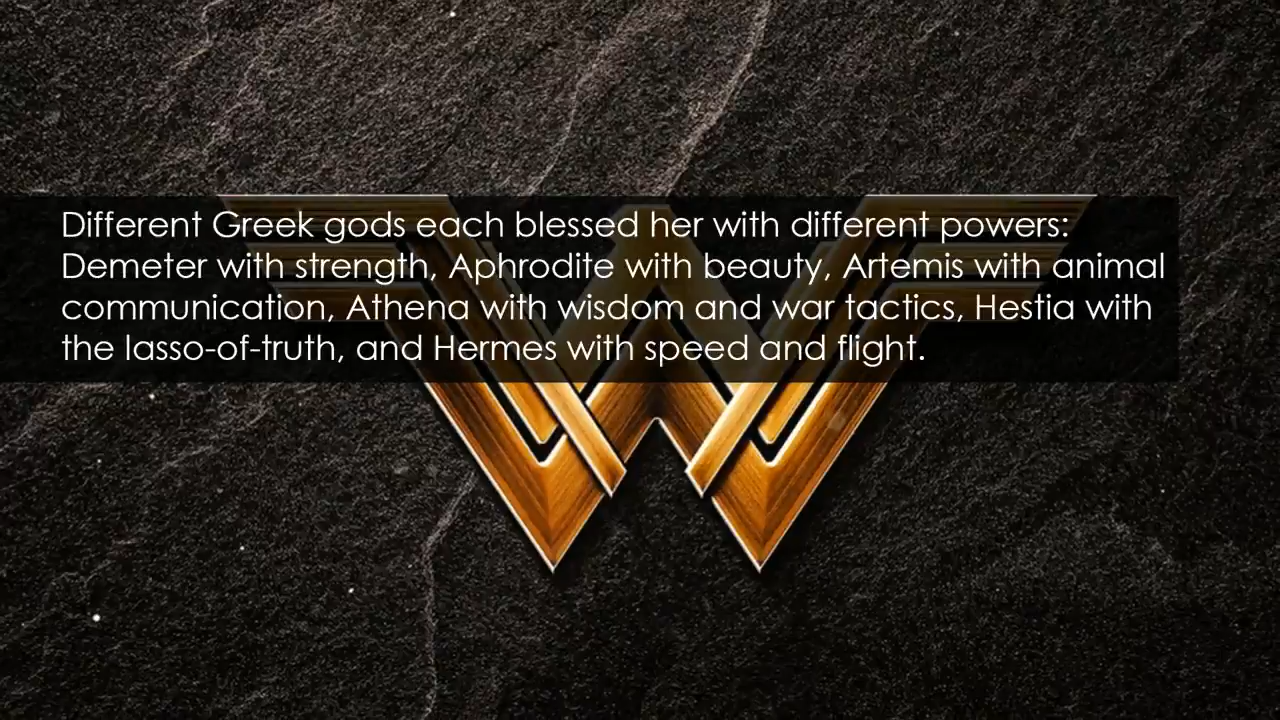 Different Greek gods each blessed her with different powers:
Demeter with strength, Aphrodite with beauty, Artemis with animal
communication, Athena with wisdom and war tactics, Hestia with
the lasso-of-truth, and Hermes with speed and flight.